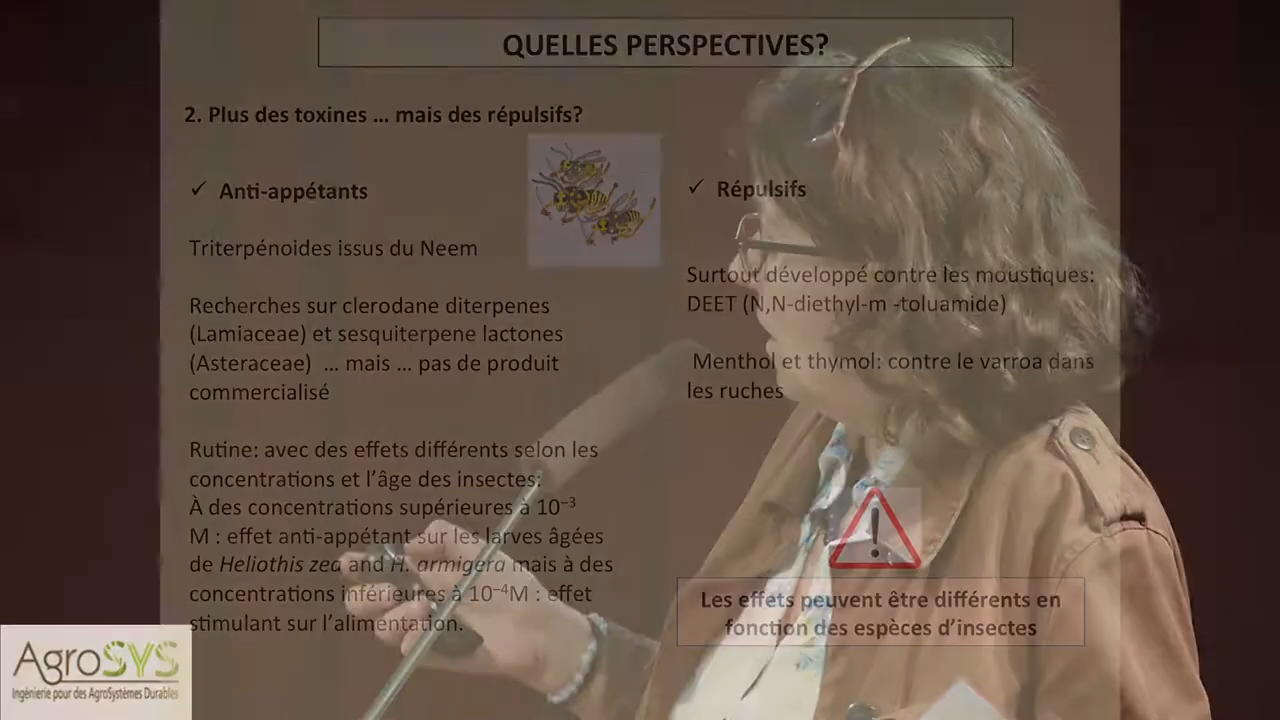 QUELLES PERSPECTIVES?
2. Plus des toxines … mais des répulsifs?
✓ Anti-appétants
Triterpénoides issus du Neem
Recherches sur clerodane diterpenes
(Lamiaceae) et sesquiterpene lactones
(Asteraceae) … mais … pas de produit
commercialisé
Rutine: avec des effets différents selon les
concentrations et l’âge des insectes:
À des concentrations supérieures à 10⁻³
M : effet anti-appétant sur les larves âgées
de Heliothis zea and H. armigera mais à des
concentrations inférieures à 10⁻⁴M : effet
stimulant sur l’alimentation.
✓ Répulsifs
Surtout développé contre les moustiques:
DEET (N,N-diethyl-m -toluamide)
Menthol et thymol: contre le varroa dans
les ruches
Les effets peuvent être différents en
fonction des espèces d’insectes
AgroSYS
Ingénierie pour des AgroSystèmes Durables